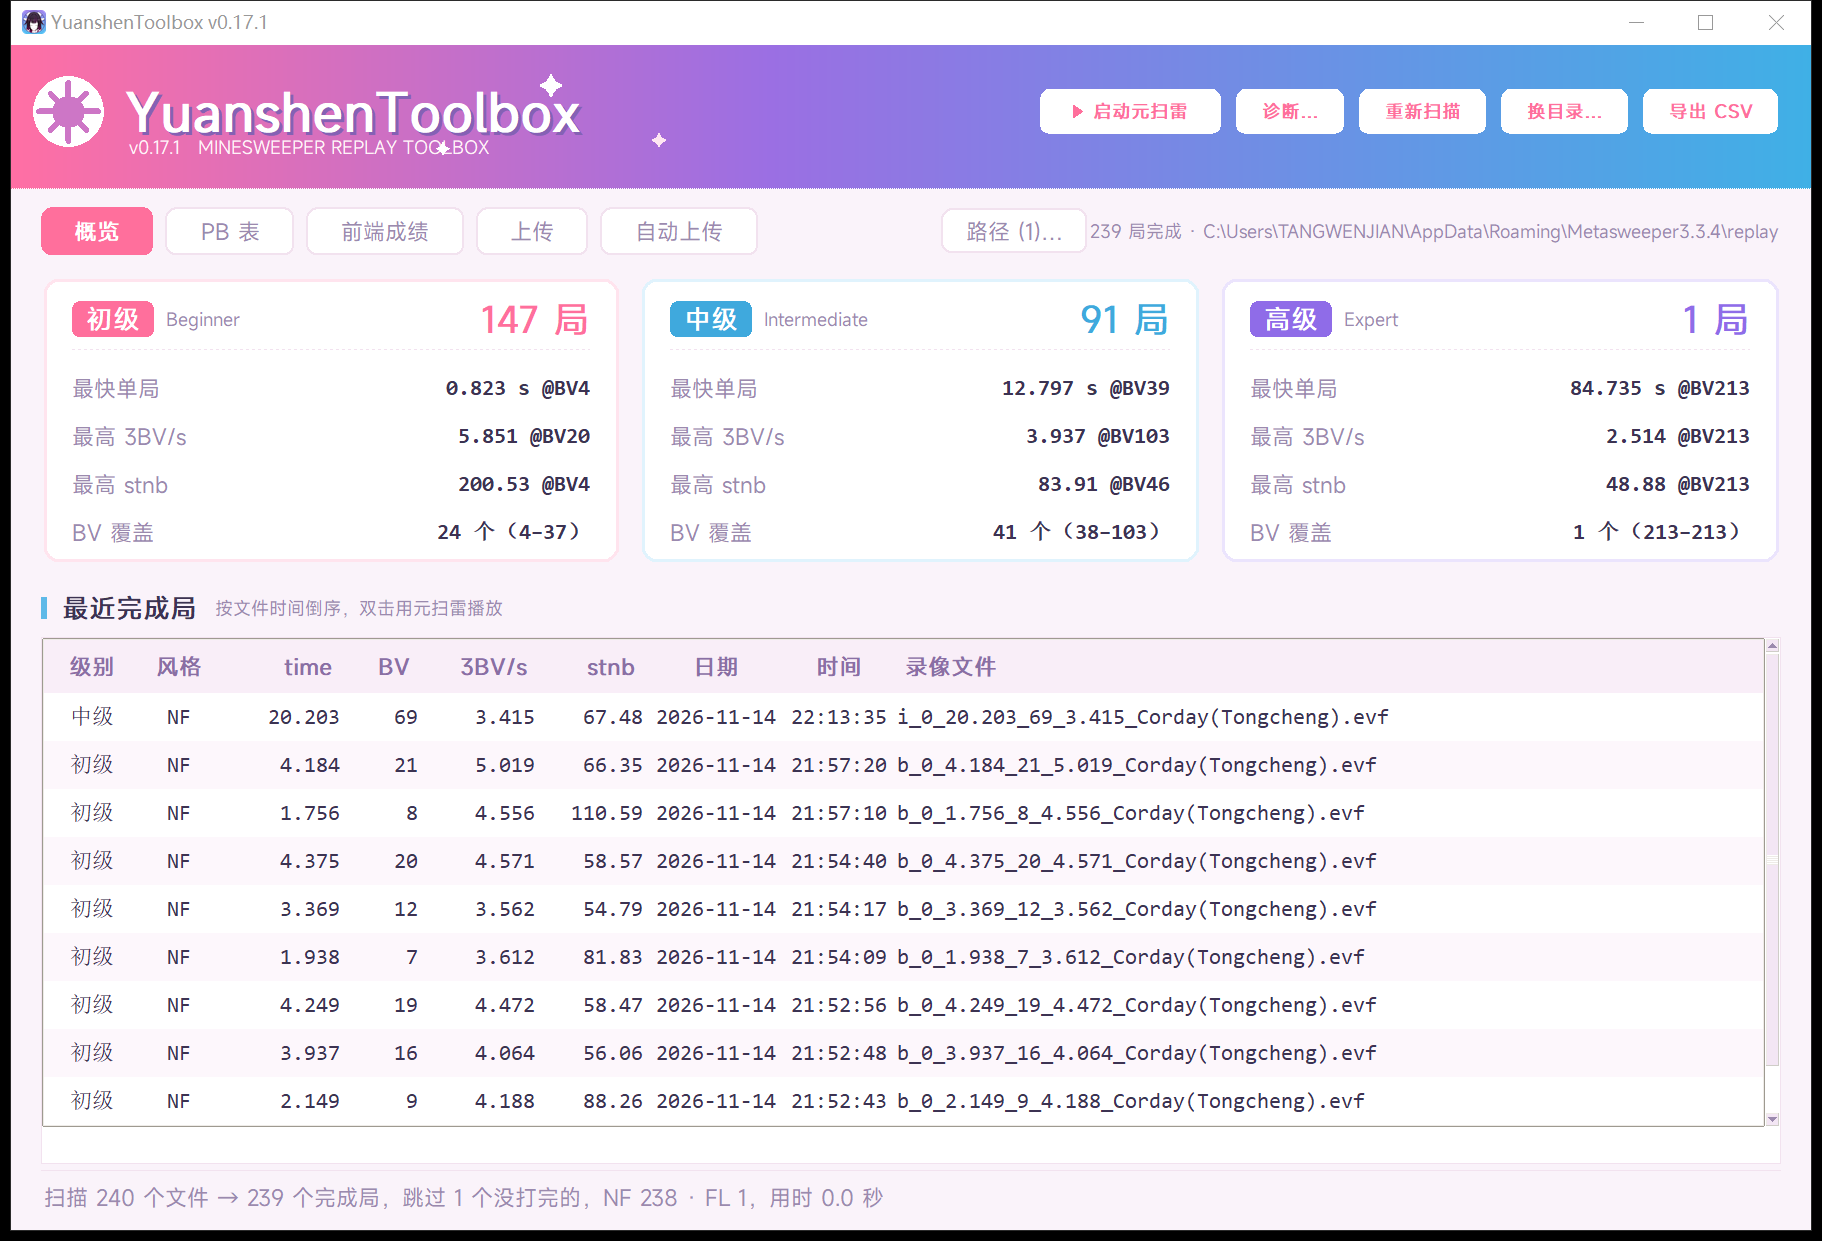 YuanshenToolbox v0.17.1
YuanshenToolbox
v0.17.1 MINESWEEPER REPLAY TOOLBOX
启动元扫雷 诊断... 重新扫描 换目录... 导出 CSV
概览 PB 表 前端成绩 上传 自动上传 路径 (1)... 239 局完成 · C:\Users\TANGWENJIAN\AppData\Roaming\Metasweeper3.3.4\replay
初级 Beginner 147 局
最快单局 0.823 s @BV4
最高 3BV/s 5.851 @BV20
最高 stnb 200.53 @BV4
BV 覆盖 24 个（4-37）
中级 Intermediate 91 局
最快单局 12.797 s @BV39
最高 3BV/s 3.937 @BV103
最高 stnb 83.91 @BV46
BV 覆盖 41 个（38-103）
高级 Expert 1 局
最快单局 84.735 s @BV213
最高 3BV/s 2.514 @BV213
最高 stnb 48.88 @BV213
BV 覆盖 1 个（213-213）
最近完成局 按文件时间倒序，双击用元扫雷播放
级别 风格 time BV 3BV/s stnb 日期 时间 录像文件
中级 NF 20.203 69 3.415 67.48 2026-11-14 22:13:35 i_0_20.203_69_3.415_Corday(Tongcheng).evf
初级 NF 4.184 21 5.019 66.35 2026-11-14 21:57:20 b_0_4.184_21_5.019_Corday(Tongcheng).evf
初级 NF 1.756 8 4.556 110.59 2026-11-14 21:57:10 b_0_1.756_8_4.556_Corday(Tongcheng).evf
初级 NF 4.375 20 4.571 58.57 2026-11-14 21:54:40 b_0_4.375_20_4.571_Corday(Tongcheng).evf
初级 NF 3.369 12 3.562 54.79 2026-11-14 21:54:17 b_0_3.369_12_3.562_Corday(Tongcheng).evf
初级 NF 1.938 7 3.612 81.83 2026-11-14 21:54:09 b_0_1.938_7_3.612_Corday(Tongcheng).evf
初级 NF 4.249 19 4.472 58.47 2026-11-14 21:52:56 b_0_4.249_19_4.472_Corday(Tongcheng).evf
初级 NF 3.937 16 4.064 56.06 2026-11-14 21:52:48 b_0_3.937_16_4.064_Corday(Tongcheng).evf
初级 NF 2.149 9 4.188 88.26 2026-11-14 21:52:43 b_0_2.149_9_4.188_Corday(Tongcheng).evf
扫描 240 个文件 → 239 个完成局，跳过 1 个没打完的，NF 238 · FL 1，用时 0.0 秒